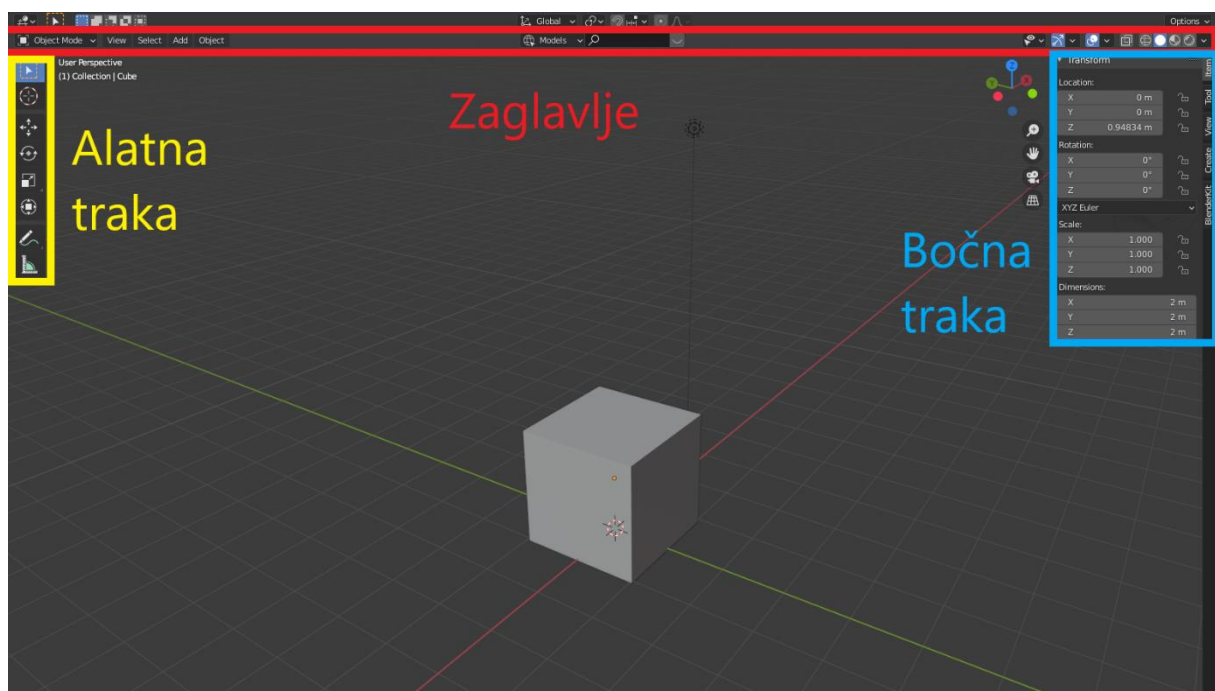 Global
Options
Object Mode View Select Add Object
Models
User Perspective
(1) Collection | Cube
Zaglavlje
Alatna
traka
Bočna
traka
Transform
Location:
X 0 m
Y 0 m
Z 0.94834 m
Rotation:
X 0°
Y 0°
Z 0°
XYZ Euler
Scale:
X 1.000
Y 1.000
Z 1.000
Dimensions:
X 2 m
Y 2 m
Z 2 m
Item
Tool
View
Create
BlenderKit
Z
Y
X